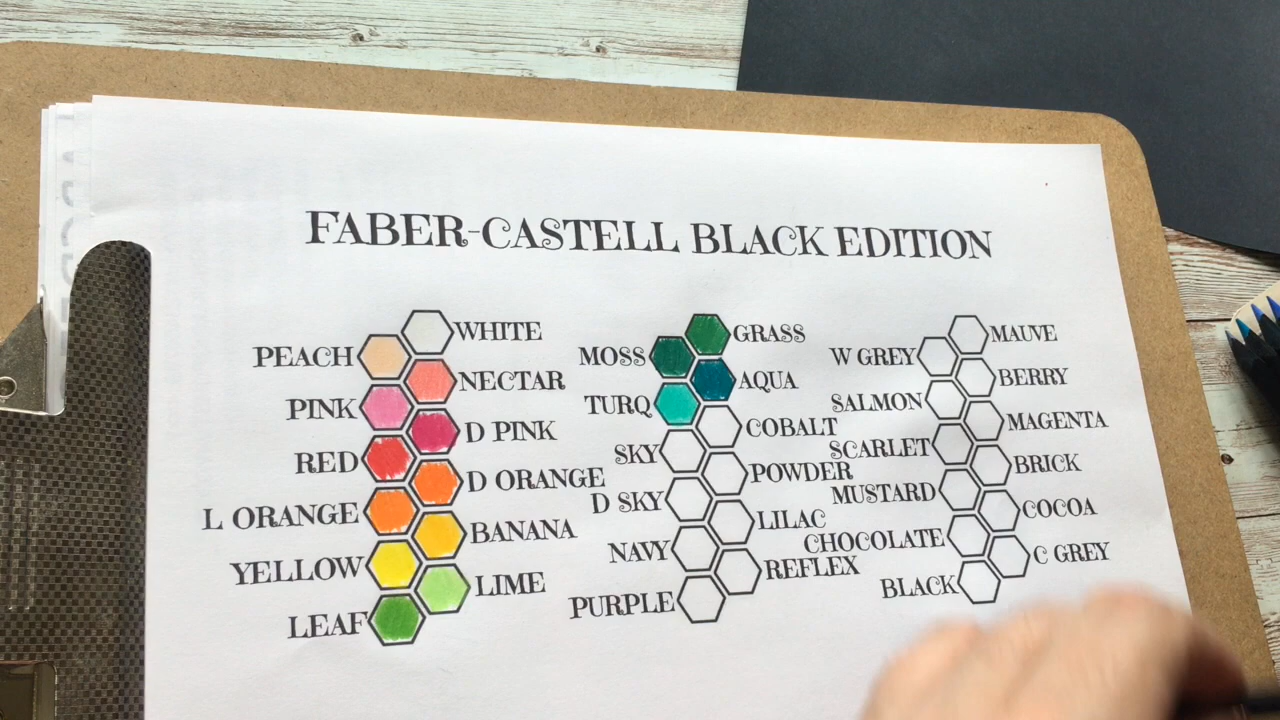 FABER-CASTELL BLACK EDITION
WHITE
PEACH
NECTAR
PINK
D PINK
RED
D ORANGE
L ORANGE
BANANA
YELLOW
LIME
LEAF
GRASS
MOSS
AQUA
TURQ
COBALT
SKY
POWDER
D SKY
LILAC
NAVY
REFLEX
PURPLE
MAUVE
W GREY
BERRY
SALMON
MAGENTA
SCARLET
BRICK
MUSTARD
COCOA
CHOCOLATE
C GREY
BLACK